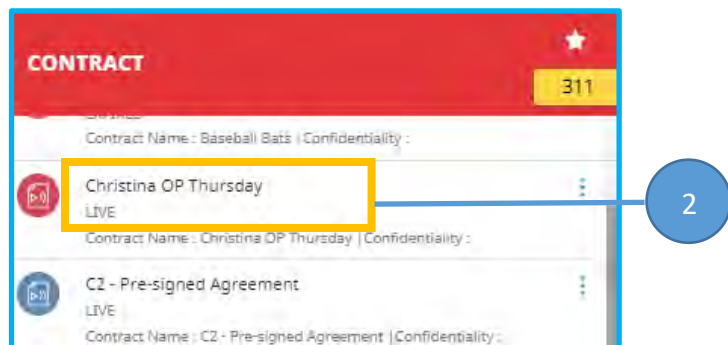 CONTRACT
311
Contract Name : Baseball Bats | Confidentiality :
Christina OP Thursday
LIVE
Contract Name : Christina OP Thursday | Confidentiality :
2
C2 - Pre-signed Agreement
LIVE
Contract Name : C2 - Pre-signed Agreement | Confidentiality :